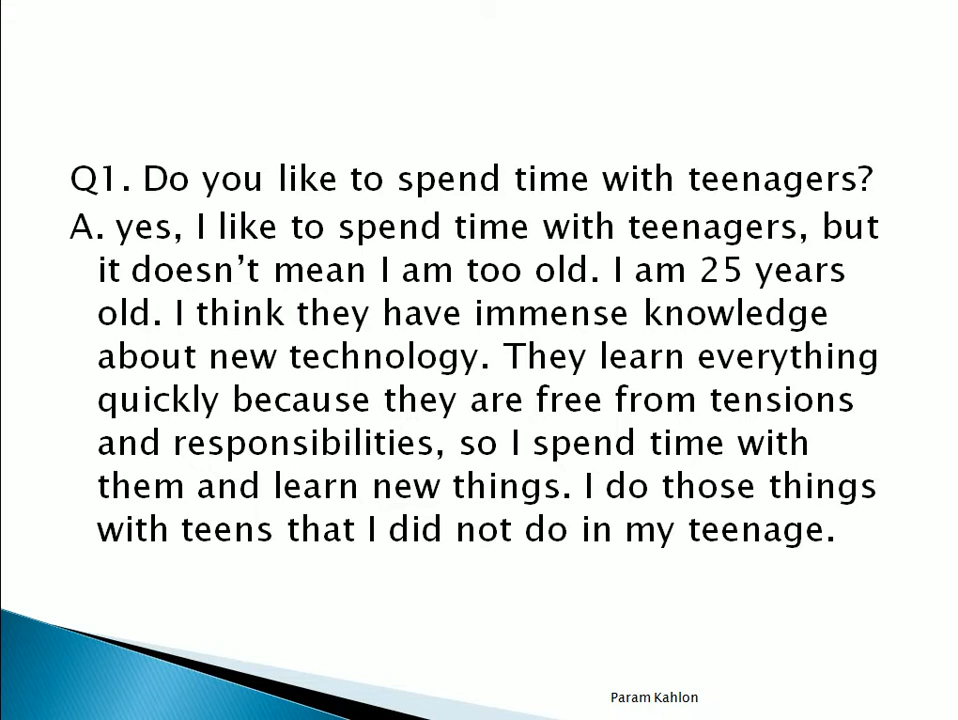 Q1. Do you like to spend time with teenagers?
A. yes, I like to spend time with teenagers, but
it doesn’t mean I am too old. I am 25 years
old. I think they have immense knowledge
about new technology. They learn everything
quickly because they are free from tensions
and responsibilities, so I spend time with
them and learn new things. I do those things
with teens that I did not do in my teenage.
Param Kahlon